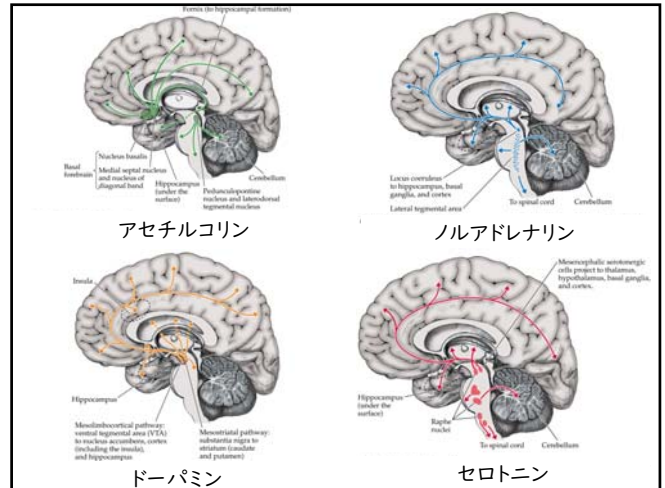 Fornix (to hippocampal formation)
Basal
forebrain
Nucleus basalis
Medial septal nucleus
and nucleus of
diagonal band
Hippocampus
(under the
surface)
Pedunculopontine
nucleus and laterodorsal
tegmental nucleus
Cerebellum
アセチルコリン
Locus coeruleus
to hippocampus, basal
ganglia, and cortex
Lateral tegmental area
To spinal cord
Cerebellum
ノルアドレナリン
Insula
Hippocampus
Mesolimbocortical pathway:
ventral tegmental area (VTA)
to nucleus accumbens, cortex
(including the insula),
and hippocampus
Mesostriatal pathway:
substantia nigra to
striatum (caudate
and putamen)
ドーパミン
Mesencephalic serotonergic
cells project to thalamus,
hypothalamus, basal ganglia,
and cortex.
Hippocampus
(under the
surface)
Raphe
nuclei
To spinal cord
Cerebellum
セロトニン